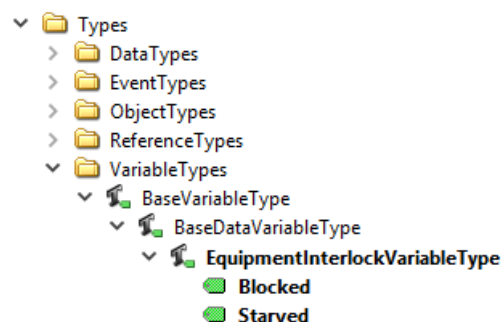 Types
DataTypes
EventTypes
ObjectTypes
ReferenceTypes
VariableTypes
BaseVariableType
BaseDataVariableType
EquipmentInterlockVariableType
Blocked
Starved